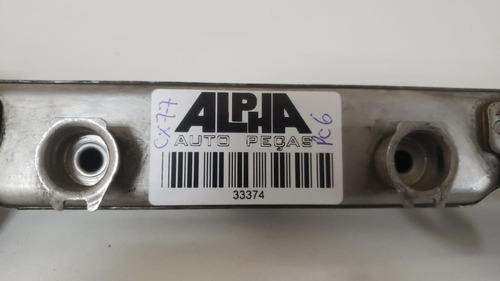 CX77
ALPHA
AUTO PEÇAS
PC6
33374